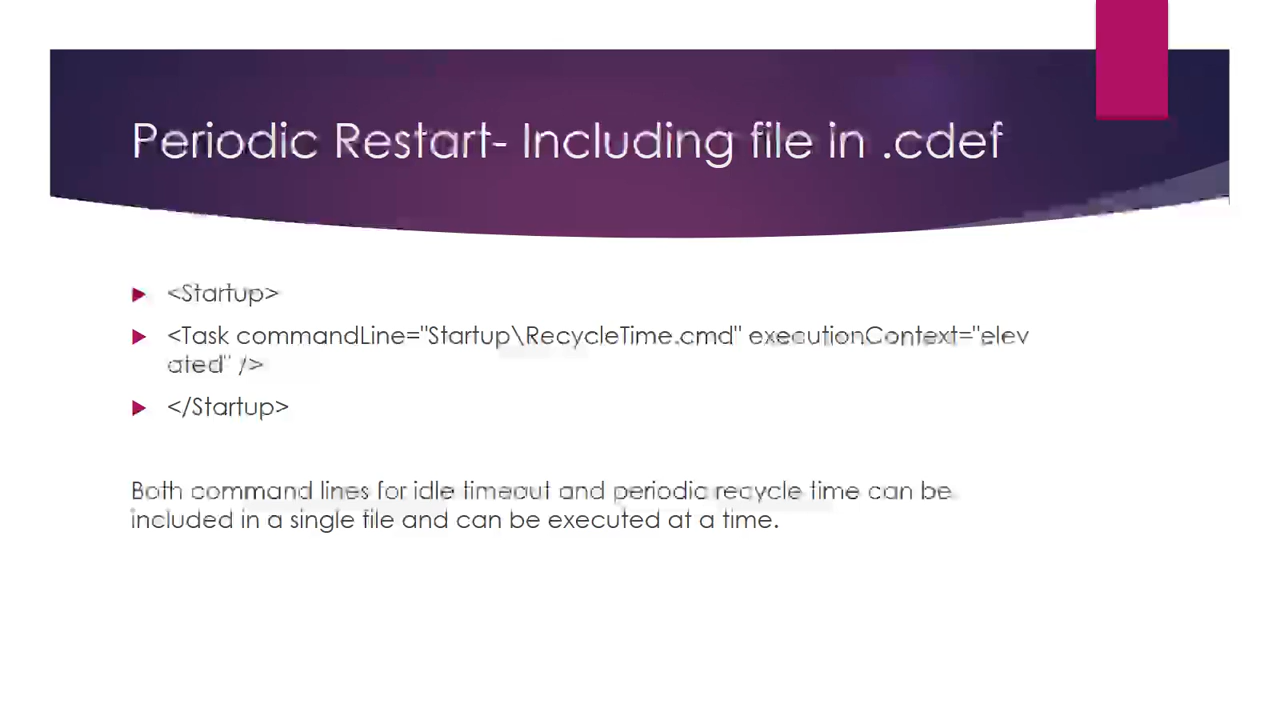 Periodic Restart- Including file in .cdef
<Startup>
<Task commandLine="Startup\RecycleTime.cmd" executionContext="elev
ated" />
</Startup>
Both command lines for idle timeout and periodic recycle time can be
included in a single file and can be executed at a time.